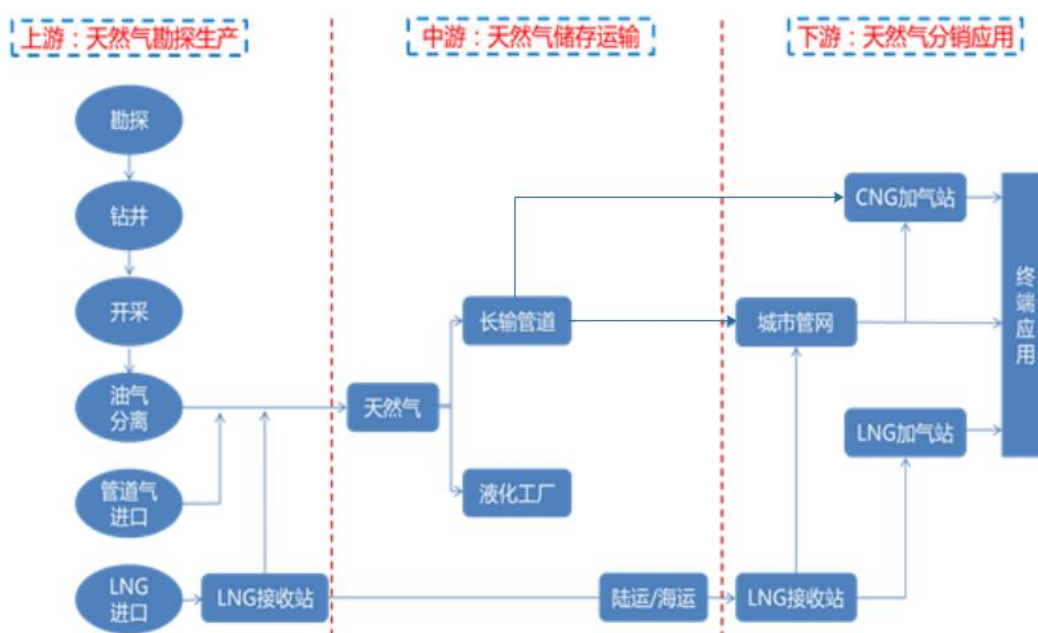 上游：天然气勘探生产
中游：天然气储存运输
下游：天然气分销应用
勘探
钻井
开采
油气
分离
管道气
进口
LNG
进口
LNG接收站
天然气
长输管道
液化工厂
陆运/海运
CNG加气站
城市管网
LNG加气站
LNG接收站
终
端
应
用